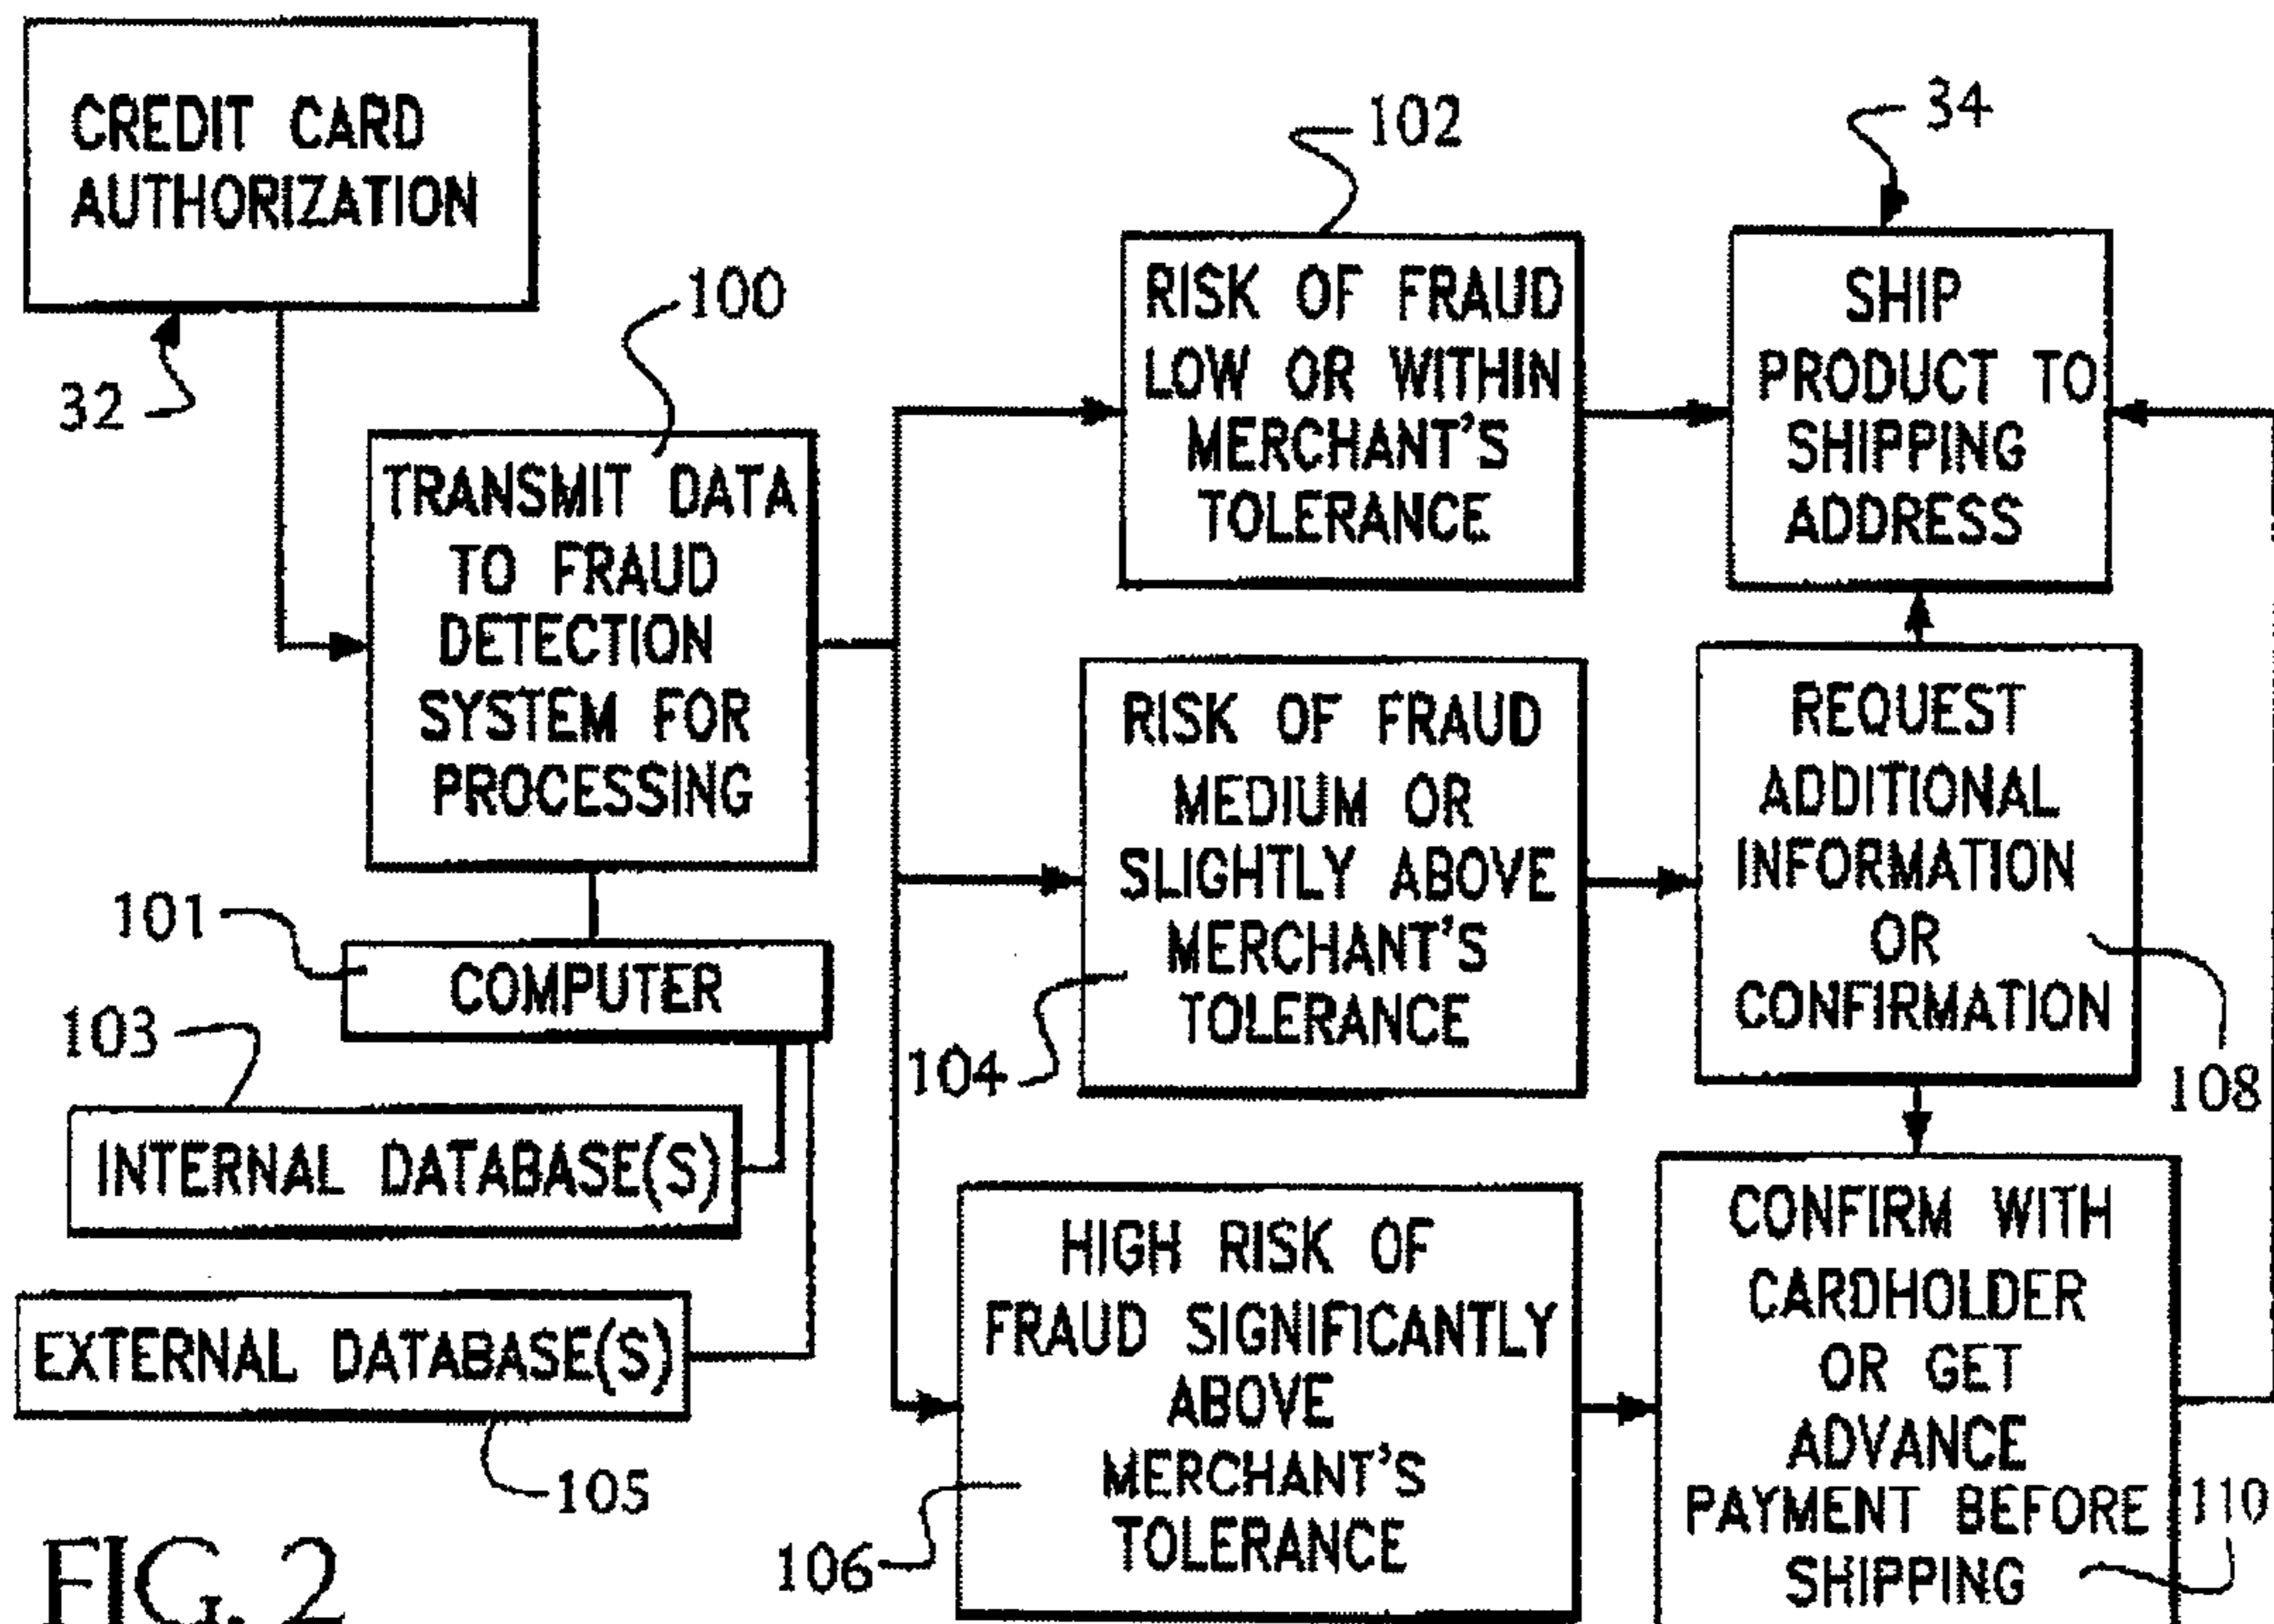 CREDIT CARD
AUTHORIZATION
32
100
TRANSMIT DATA
TO FRAUD
DETECTION
SYSTEM FOR
PROCESSING
101
COMPUTER
103
INTERNAL DATABASE(S)
EXTERNAL DATABASE(S)
105
102
RISK OF FRAUD
LOW OR WITHIN
MERCHANT'S
TOLERANCE
34
SHIP
PRODUCT TO
SHIPPING
ADDRESS
RISK OF FRAUD
MEDIUM OR
SLIGHTLY ABOVE
MERCHANT'S
TOLERANCE
104
REQUEST
ADDITIONAL
INFORMATION
OR
CONFIRMATION
108
HIGH RISK OF
FRAUD SIGNIFICANTLY
ABOVE
MERCHANT'S
TOLERANCE
106
CONFIRM WITH
CARDHOLDER
OR GET
ADVANCE
PAYMENT BEFORE
SHIPPING
110
FIG. 2